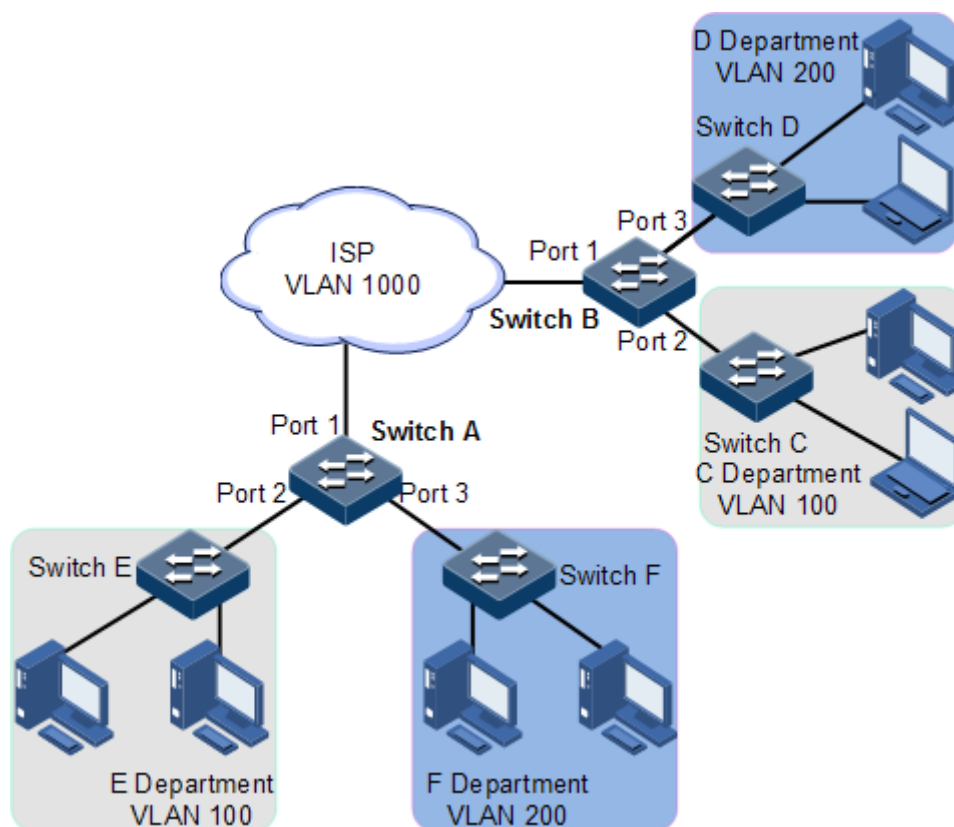 D Department
VLAN 200
Switch D
Port 3
ISP
VLAN 1000
Port 1
Switch B
Port 2
Switch C
C Department
VLAN 100
Port 1
Switch A
Port 2
Port 3
Switch E
Switch F
E Department
VLAN 100
F Department
VLAN 200